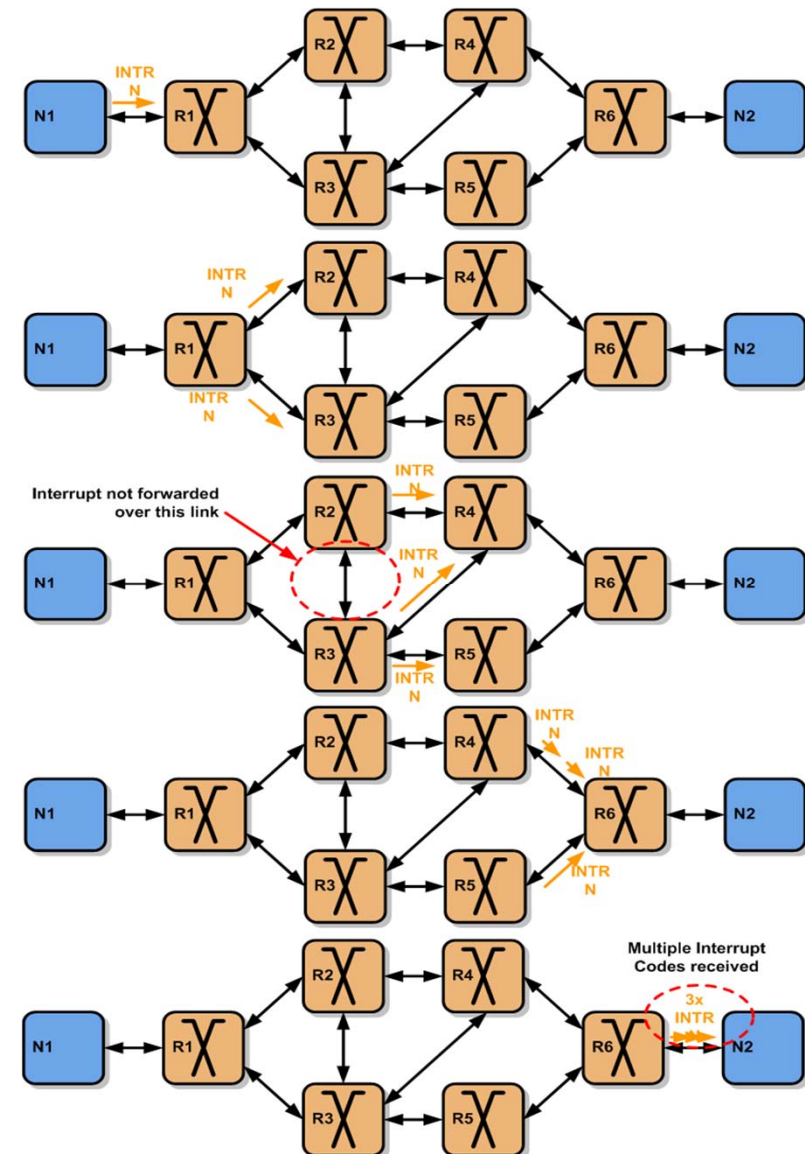 R2
R4
INTR
N
N1
R1
R6
N2
R3
R5
INTR
N
R2
R4
N1
R1
R6
N2
INTR
N
R3
R5
Interrupt not forwarded
over this link
R2
INTR
N
R4
INTR
N
N1
R1
R6
N2
R3
R5
INTR
N
R2
R4
INTR
N
INTR
N
N1
R1
R6
N2
R3
R5
INTR
N
Multiple Interrupt
Codes received
R2
R4
3x
INTR
N1
R1
R6
N2
R3
R5